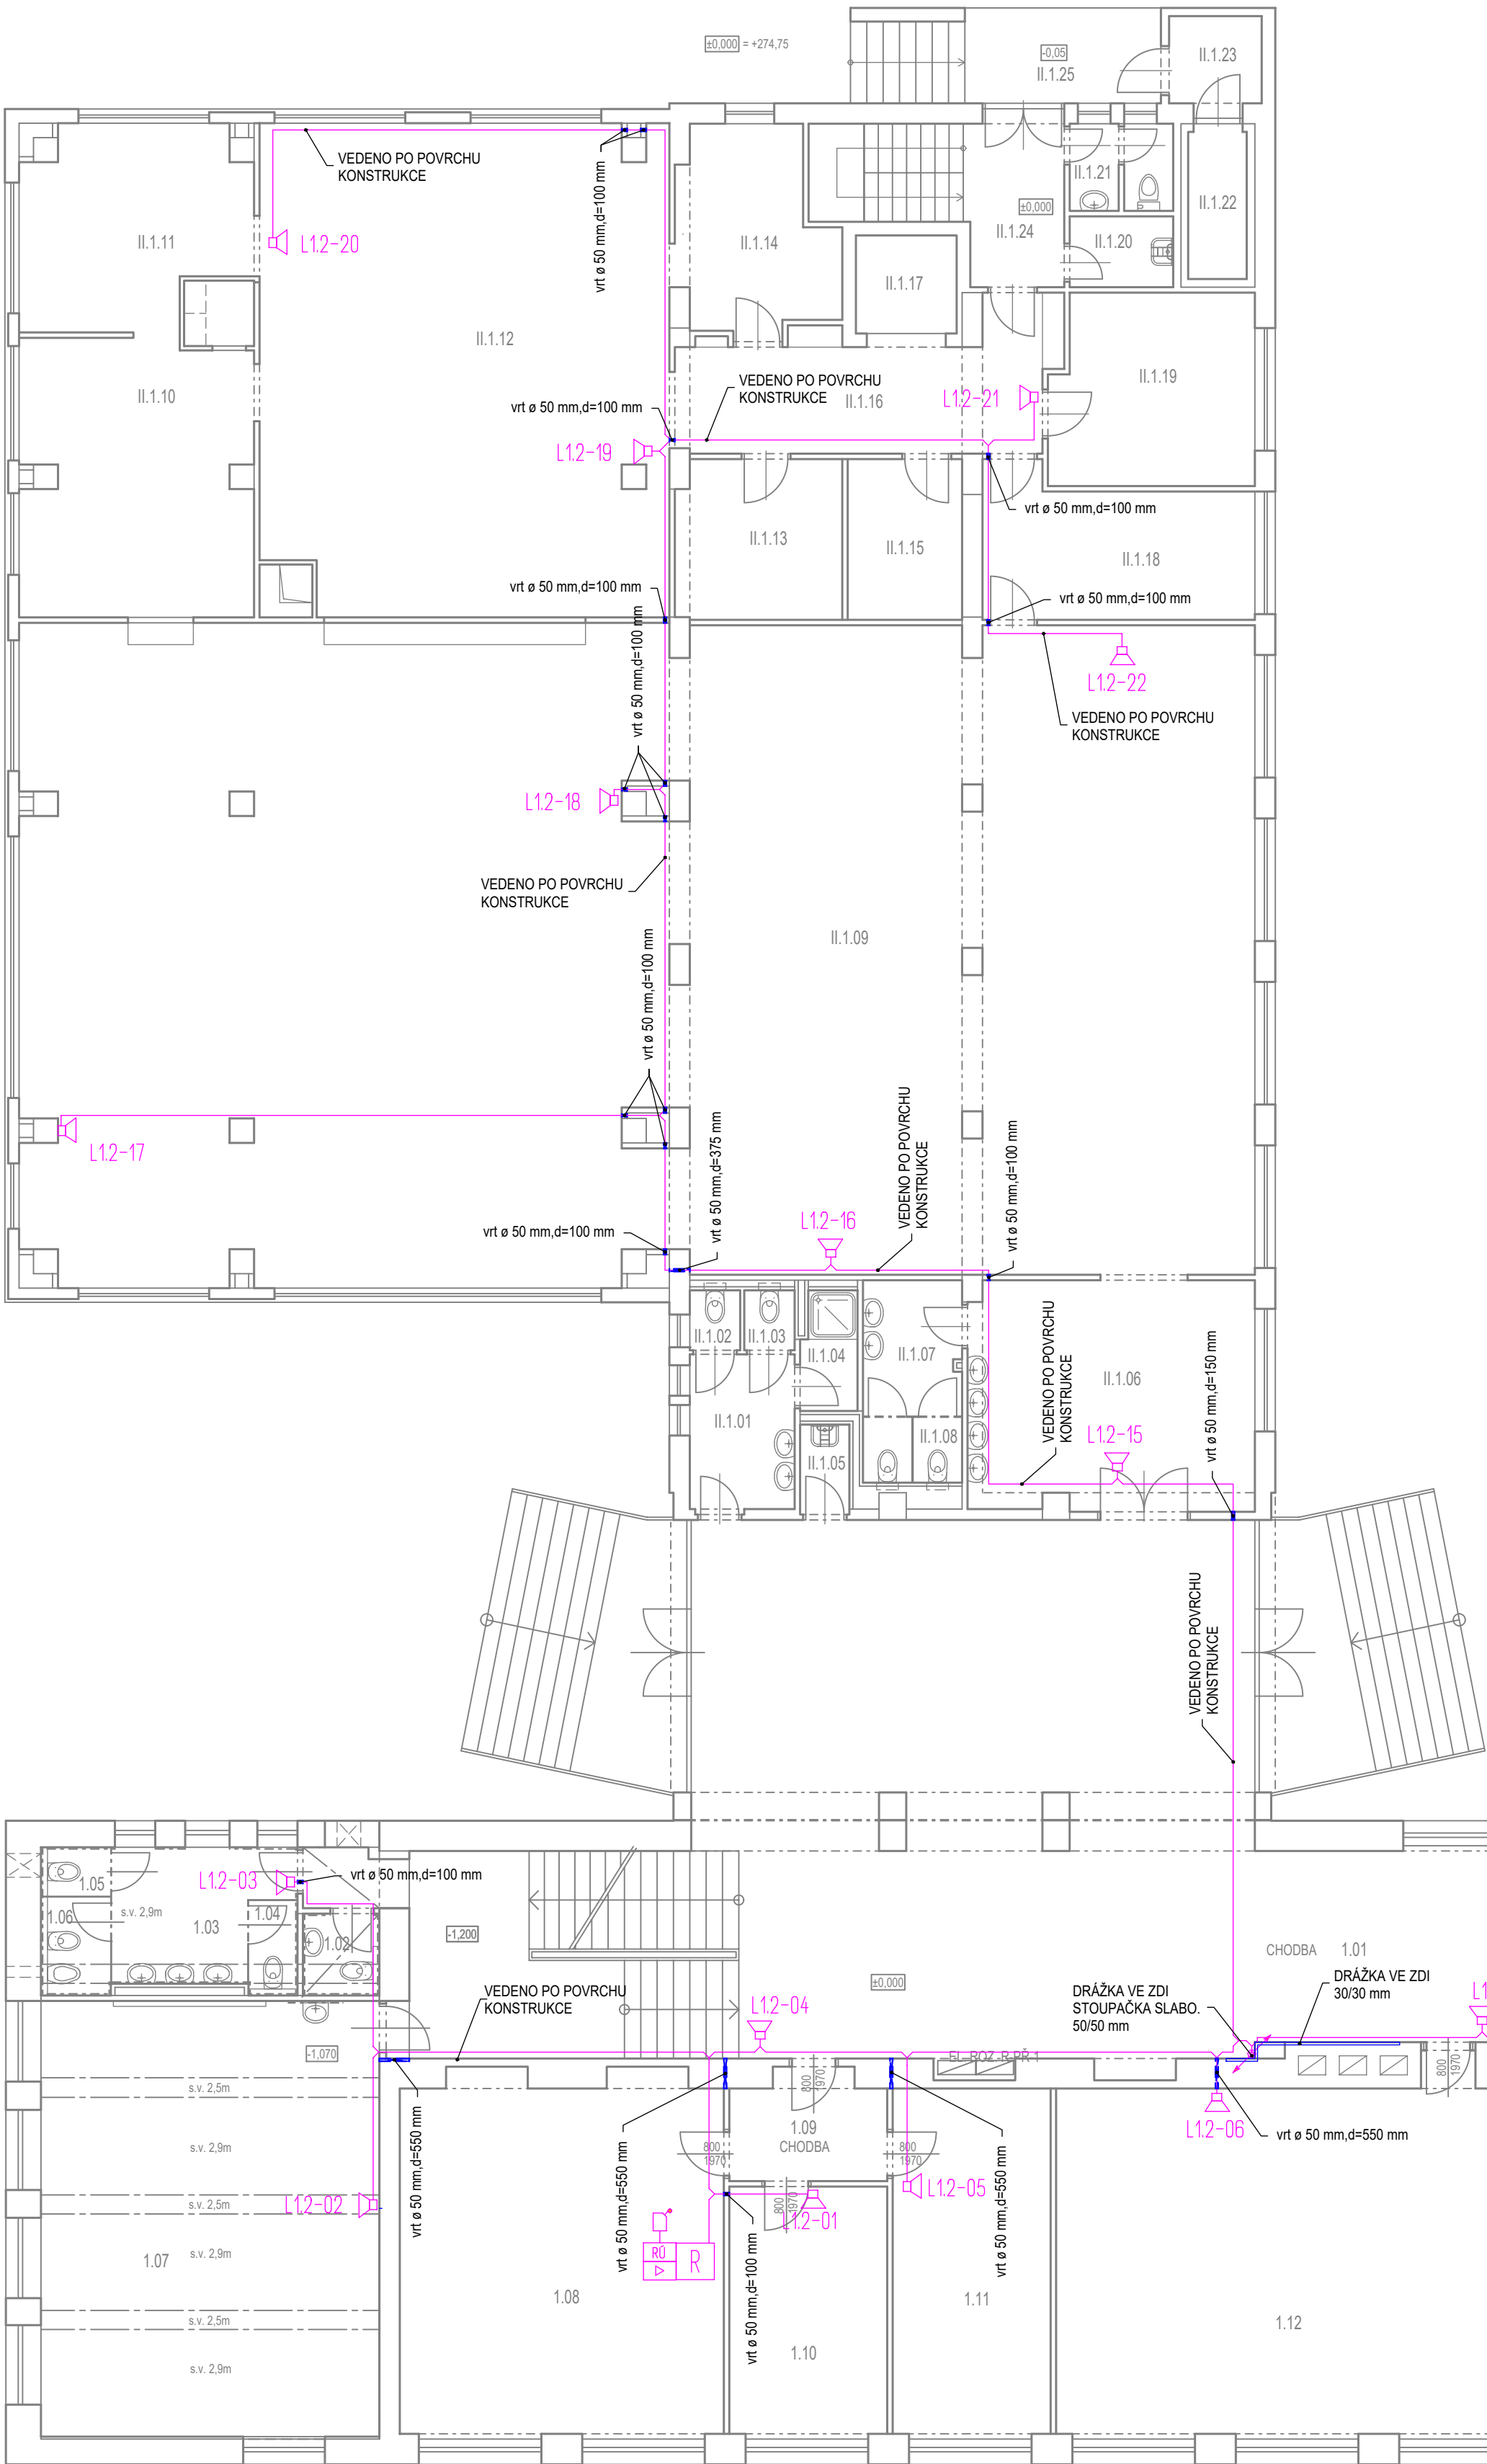 ±0,000 = +274,75
-0,05
II.1.25
II.1.23
VEDENO PO POVRCHU
KONSTRUKCE
vrt ø 50 mm,d=100 mm
II.1.21
II.1.22
±0,000
II.1.24
II.1.20
II.1.11
L1.2-20
II.1.14
II.1.17
II.1.12
II.1.10
VEDENO PO POVRCHU
KONSTRUKCE
II.1.16
L1.2-21
II.1.19
vrt ø 50 mm,d=100 mm
L1.2-19
vrt ø 50 mm,d=100 mm
II.1.13
II.1.15
II.1.18
vrt ø 50 mm,d=100 mm
vrt ø 50 mm,d=100 mm
vrt ø 50 mm,d=100 mm
L1.2-22
VEDENO PO POVRCHU
KONSTRUKCE
L1.2-18
VEDENO PO POVRCHU
KONSTRUKCE
II.1.09
vrt ø 50 mm,d=100 mm
L1.2-17
vrt ø 50 mm,d=375 mm
VEDENO PO POVRCHU
KONSTRUKCE
vrt ø 50 mm,d=100 mm
L1.2-16
vrt ø 50 mm,d=100 mm
II.1.02
II.1.03
II.1.04
II.1.07
II.1.06
VEDENO PO POVRCHU
KONSTRUKCE
vrt ø 50 mm,d=150 mm
II.1.01
II.1.05
II.1.08
L1.2-15
VEDENO PO POVRCHU
KONSTRUKCE
L1.2-03
vrt ø 50 mm,d=100 mm
1.05
1.06
s.v. 2,9m
1.03
1.04
1.02
-1,200
CHODBA 1.01
±0,000
VEDENO PO POVRCHU
KONSTRUKCE
L1.2-04
DRÁŽKA VE ZDI
STOUPAČKA SLABO.
50/50 mm
DRÁŽKA VE ZDI
30/30 mm
L1
-1,070
EL.ROZ.R.PŘ.1
s.v. 2,5m
800
1970
800
1970
1.09
CHODBA
L1.2-06
vrt ø 50 mm,d=550 mm
s.v. 2,9m
800
1970
800
1970
vrt ø 50 mm,d=550 mm
vrt ø 50 mm,d=550 mm
vrt ø 50 mm,d=550 mm
L1.2-05
L1.2-02
s.v. 2,5m
800
1970
L1.2-01
1.07
s.v. 2,9m
RÚ
R
vrt ø 50 mm,d=100 mm
1.08
1.11
s.v. 2,5m
1.12
1.10
s.v. 2,9m